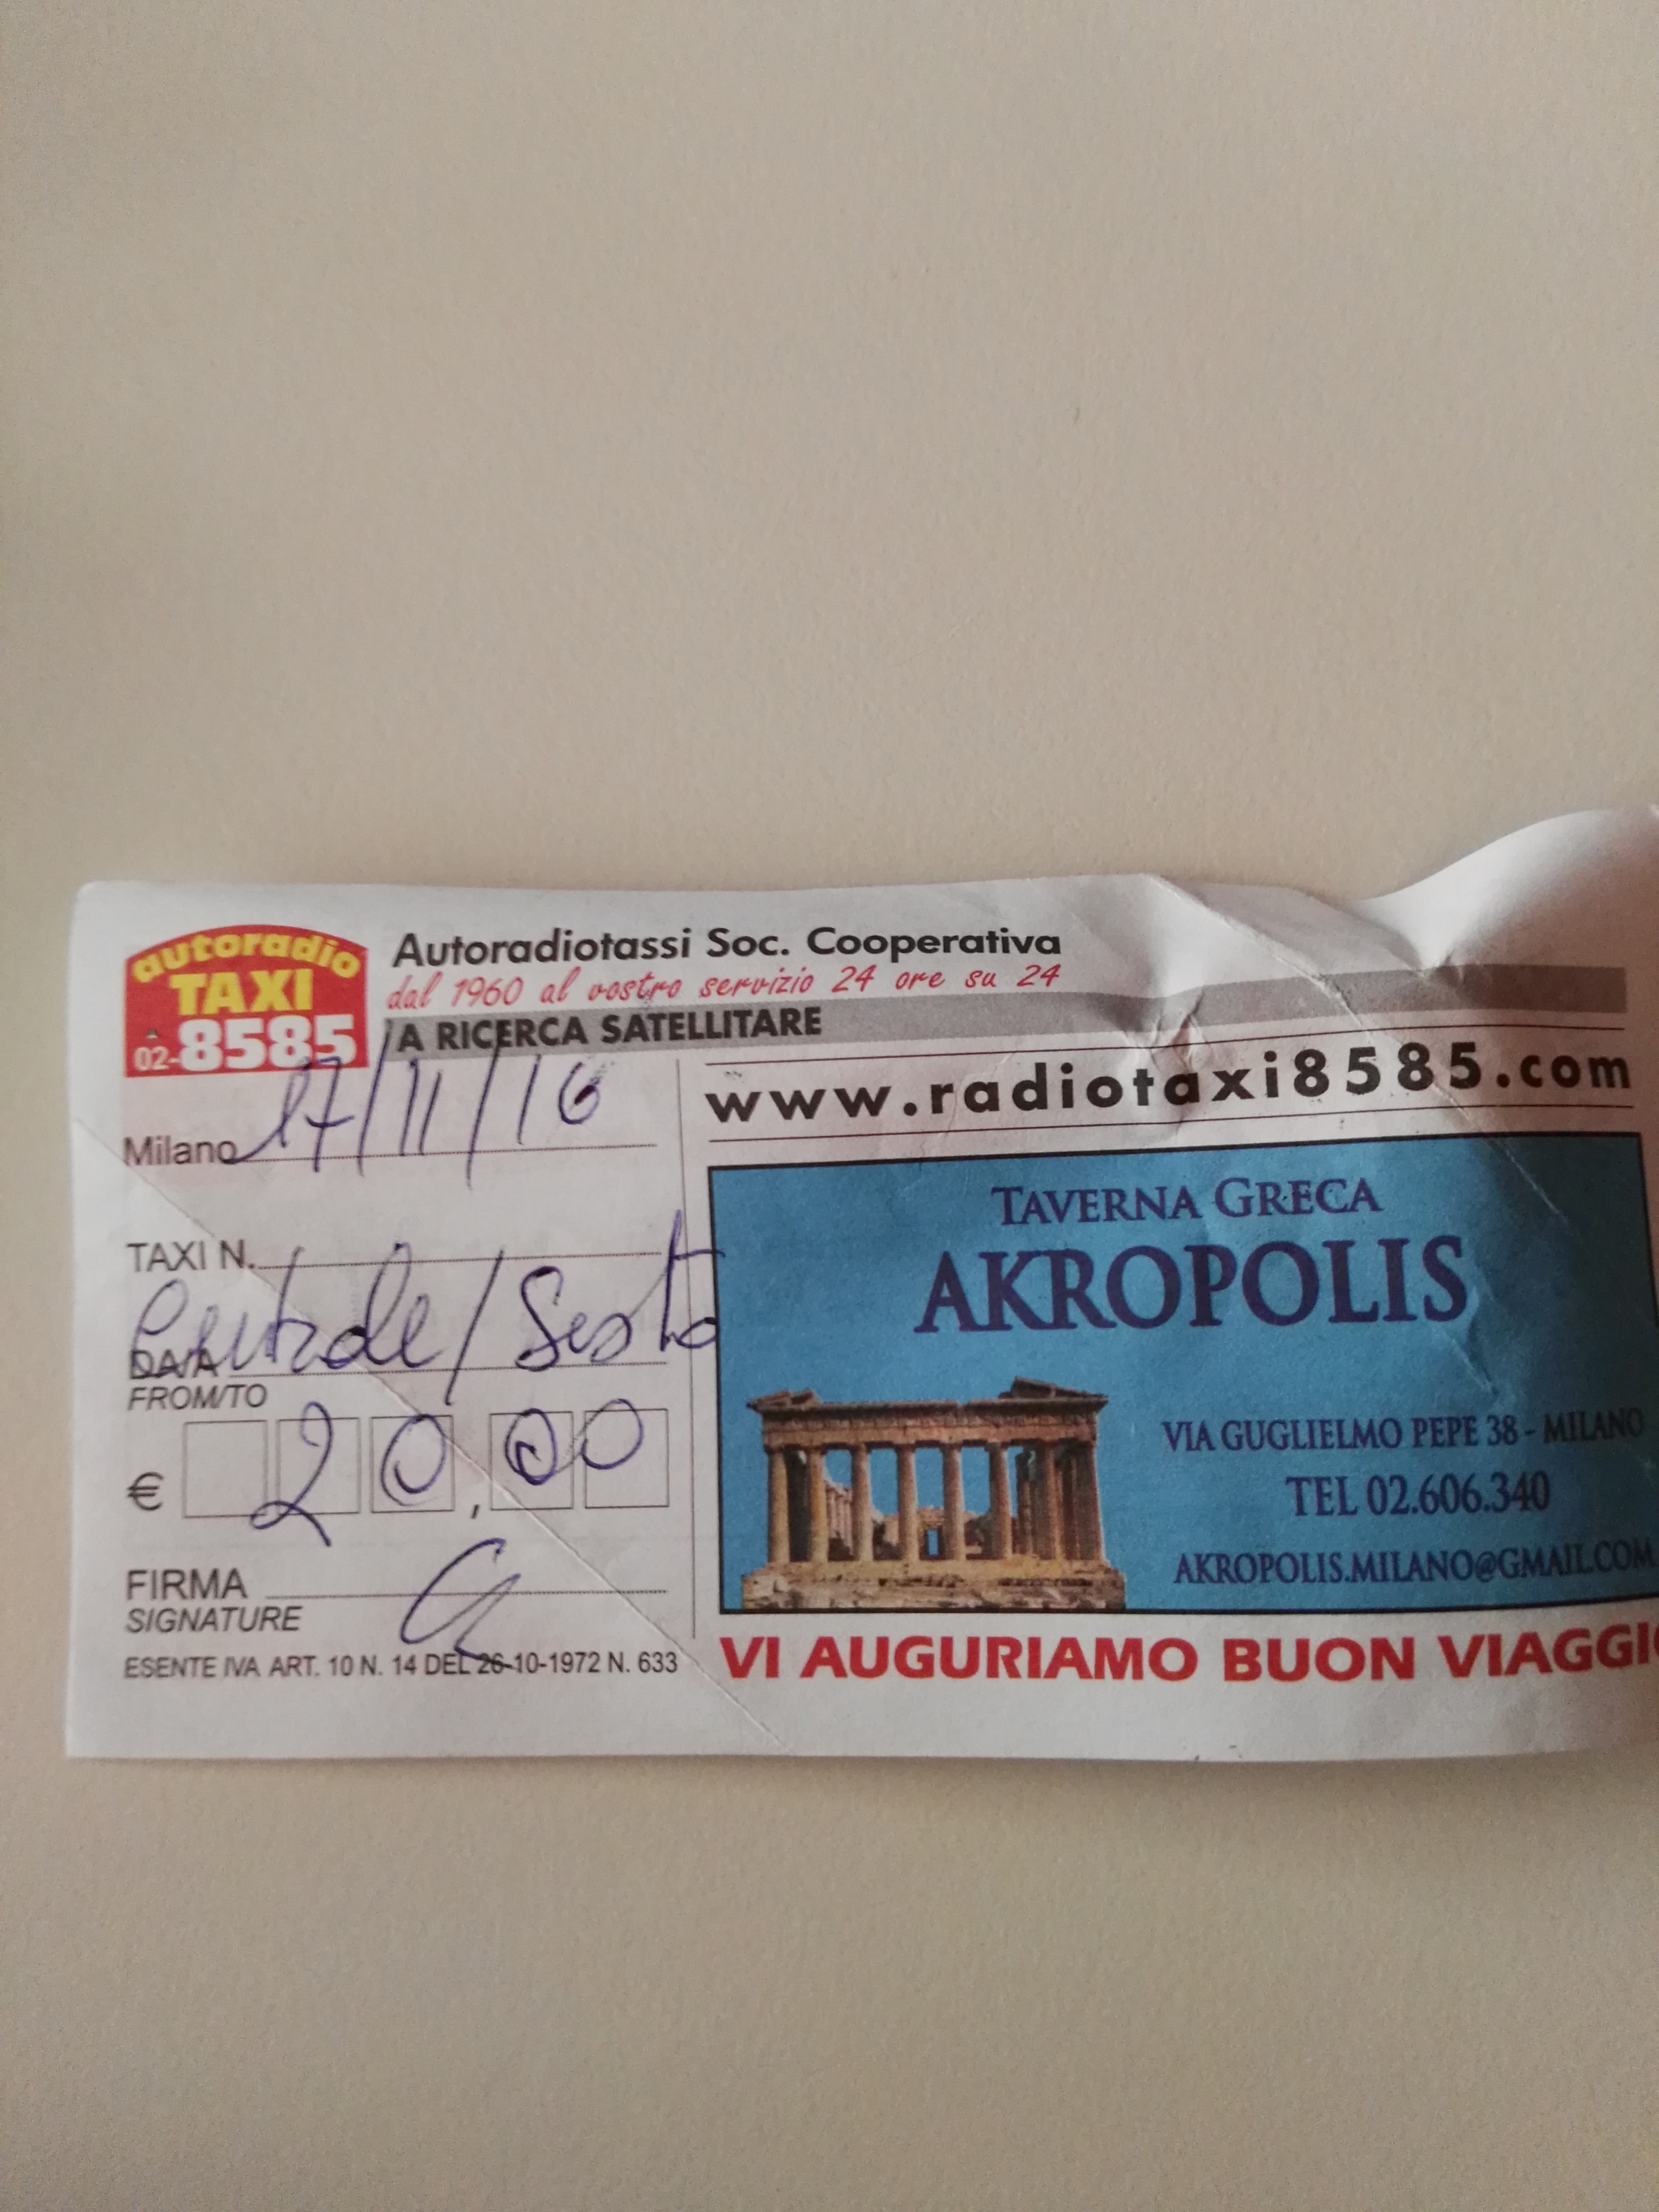 autoradio
TAXI
02-8585
Autoradiotassi Soc. Cooperativa
dal 1960 al vostro servizio 24 ore su 24
A RICERCA SATELLITARE
Milano 17/11/16
TAXI N.
Centrale/Sesto
DA/A
FROM/TO
€ 20,00
FIRMA
SIGNATURE
ESENTE IVA ART. 10 N. 14 DEL 26-10-1972 N. 633
www.radiotaxi8585.com
TAVERNA GRECA
AKROPOLIS
VIA GUGLIELMO PEPE 38 - MILANO
TEL 02.606.340
AKROPOLIS.MILANO@GMAIL.COM
VI AUGURIAMO BUON VIAGGIO